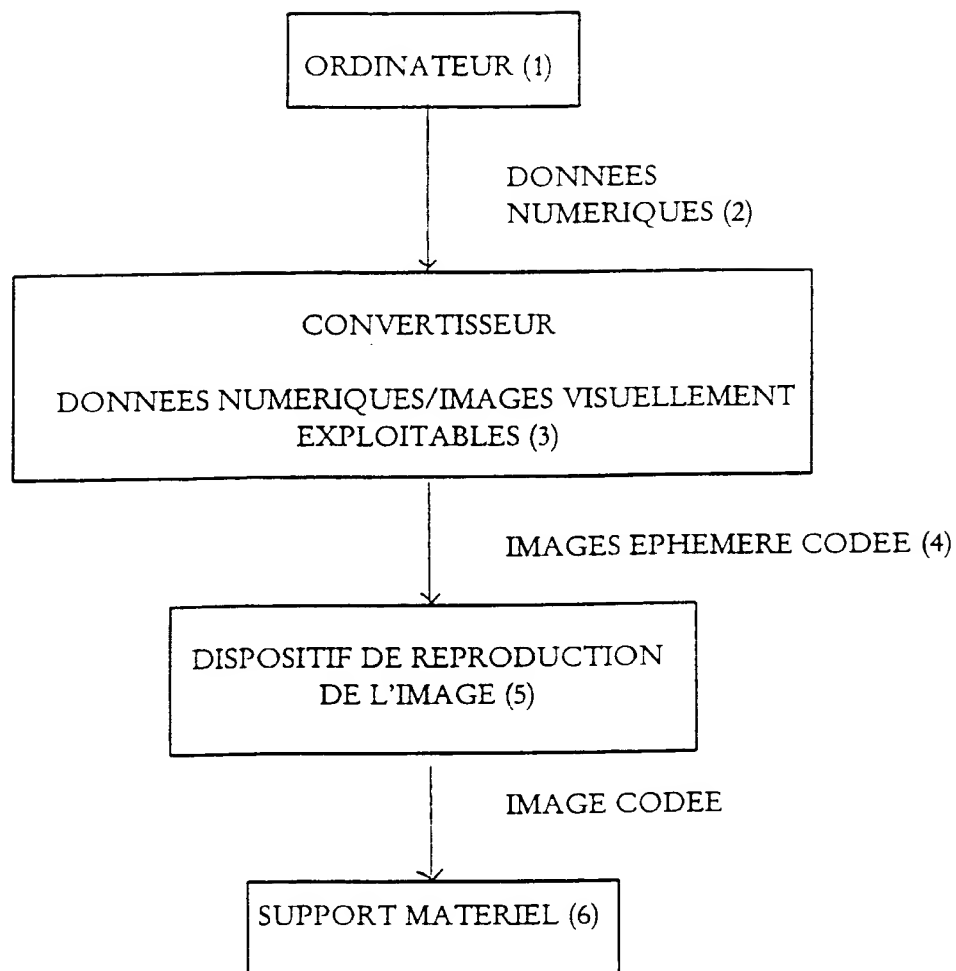 ORDINATEUR (1)
DONNEES
NUMERIQUES (2)
CONVERTISSEUR
DONNEES NUMERIQUES/IMAGES VISUELLEMENT
EXPLOITABLES (3)
IMAGES EPHEMERE CODEE (4)
DISPOSITIF DE REPRODUCTION
DE L'IMAGE (5)
IMAGE CODEE
SUPPORT MATERIEL (6)